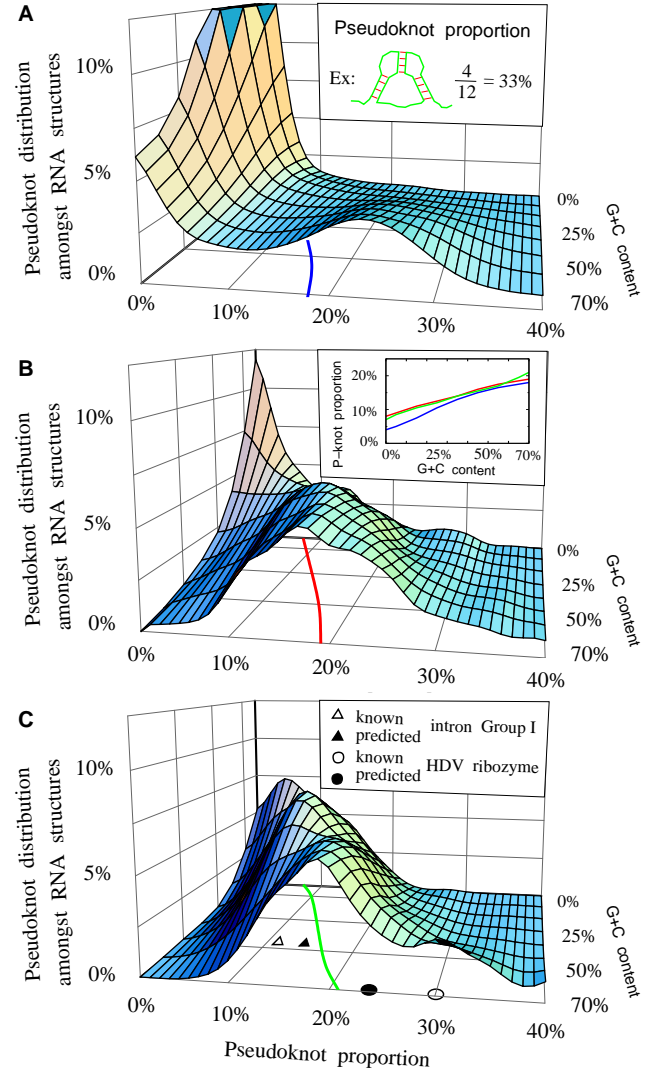 A
Pseudoknot distribution
amongst RNA structures
10%
5%
0%
Pseudoknot proportion
Ex:
4
12
= 33%
0%
25%
50%
70%
G+C content
0%
10%
20%
30%
40%
B
Pseudoknot distribution
amongst RNA structures
10%
5%
0%
P-knot proportion
20%
10%
0%
0%
25%
50%
70%
G+C content
0%
25%
50%
70%
G+C content
0%
10%
20%
30%
40%
C
Pseudoknot distribution
amongst RNA structures
10%
5%
0%
known
predicted
intron Group I
known
predicted
HDV ribozyme
0%
25%
50%
70%
G+C content
0%
10%
20%
30%
40%
Pseudoknot proportion